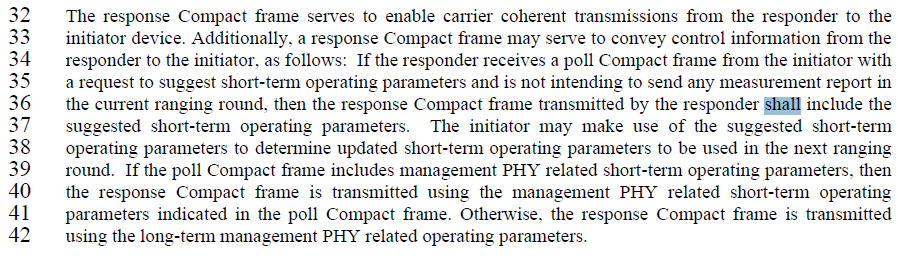 32 The response Compact frame serves to enable carrier coherent transmissions from the responder to the
33 initiator device. Additionally, a response Compact frame may serve to convey control information from the
34 responder to the initiator, as follows: If the responder receives a poll Compact frame from the initiator with
35 a request to suggest short-term operating parameters and is not intending to send any measurement report in
36 the current ranging round, then the response Compact frame transmitted by the responder shall include the
37 suggested short-term operating parameters. The initiator may make use of the suggested short-term
38 operating parameters to determine updated short-term operating parameters to be used in the next ranging
39 round. If the poll Compact frame includes management PHY related short-term operating parameters, then
40 the response Compact frame is transmitted using the management PHY related short-term operating
41 parameters indicated in the poll Compact frame. Otherwise, the response Compact frame is transmitted
42 using the long-term management PHY related operating parameters.